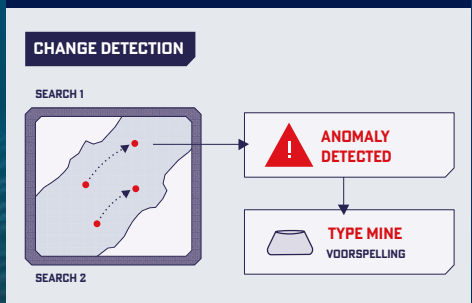 CHANGE DETECTION
SEARCH 1
ANOMALY
DETECTED
TYPE MINE
VOORSPELLING
SEARCH 2